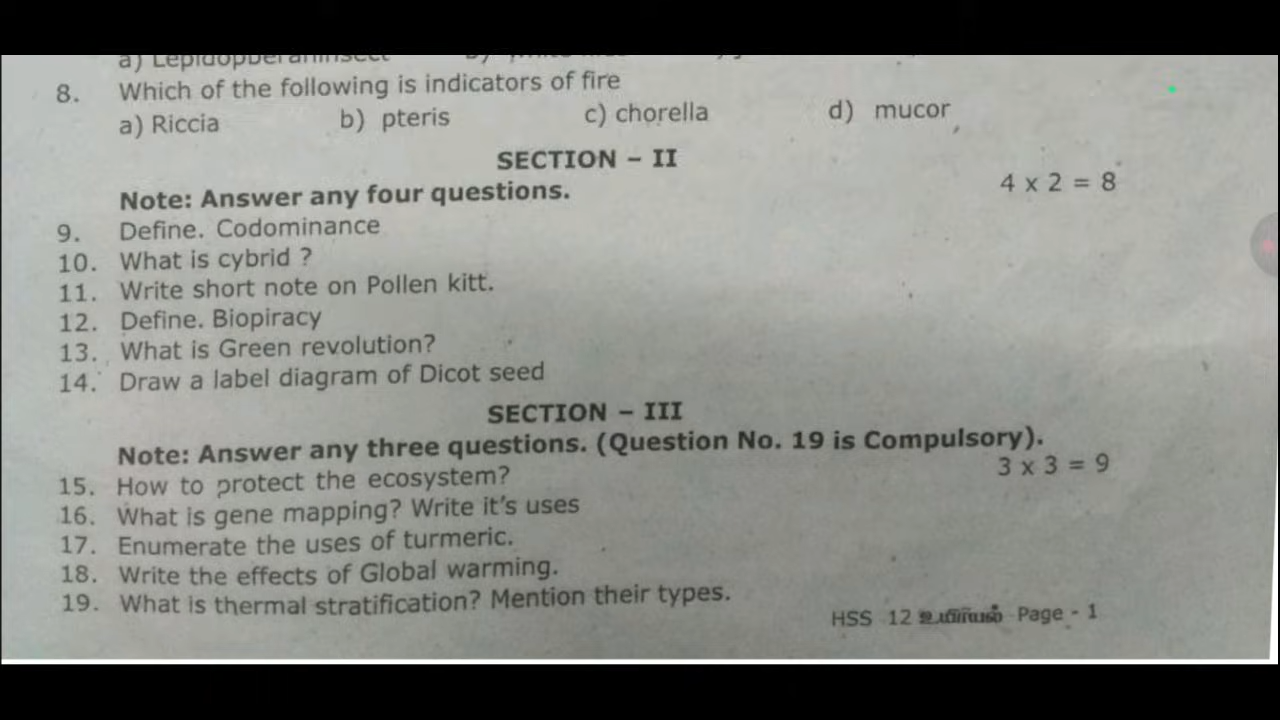 a) Lepidopberaninsect
8. Which of the following is indicators of fire
a) Riccia b) pteris c) chorella d) mucor
SECTION – II
Note: Answer any four questions. 4 x 2 = 8
9. Define. Codominance
10. What is cybrid ?
11. Write short note on Pollen kitt.
12. Define. Biopiracy
13. What is Green revolution?
14. Draw a label diagram of Dicot seed
SECTION – III
Note: Answer any three questions. (Question No. 19 is Compulsory).
3 x 3 = 9
15. How to protect the ecosystem?
16. What is gene mapping? Write it's uses
17. Enumerate the uses of turmeric.
18. Write the effects of Global warming.
19. What is thermal stratification? Mention their types.
HSS 12 உயிரியல் Page - 1